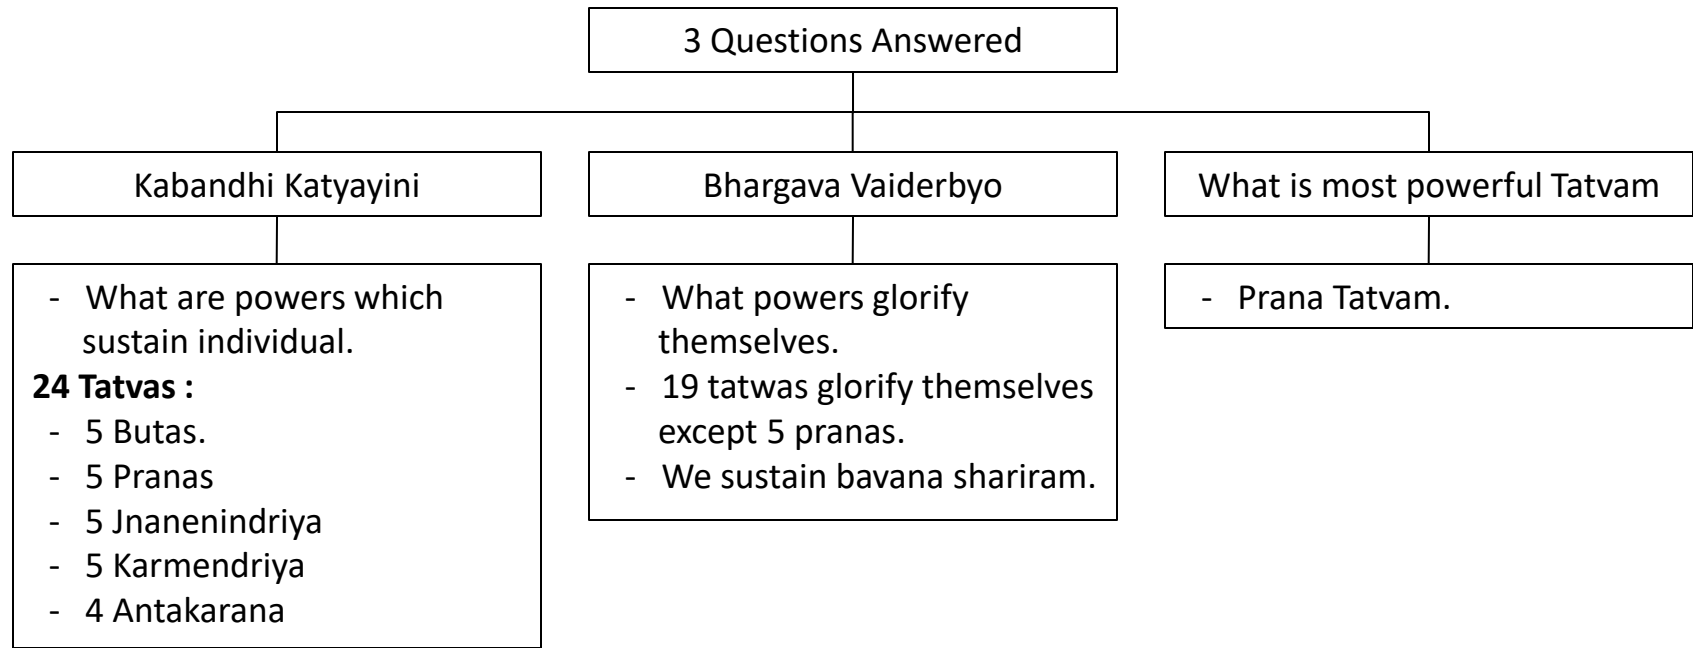 3 Questions Answered
Kabandhi Katyayini
- What are powers which
sustain individual.
24 Tatvas :
- 5 Butas.
- 5 Pranas
- 5 Jnanenindriya
- 5 Karmendriya
- 4 Antakarana
Bhargava Vaiderbyo
- What powers glorify
themselves.
- 19 tatwas glorify themselves
except 5 pranas.
- We sustain bavana shariram.
What is most powerful Tatvam
- Prana Tatvam.